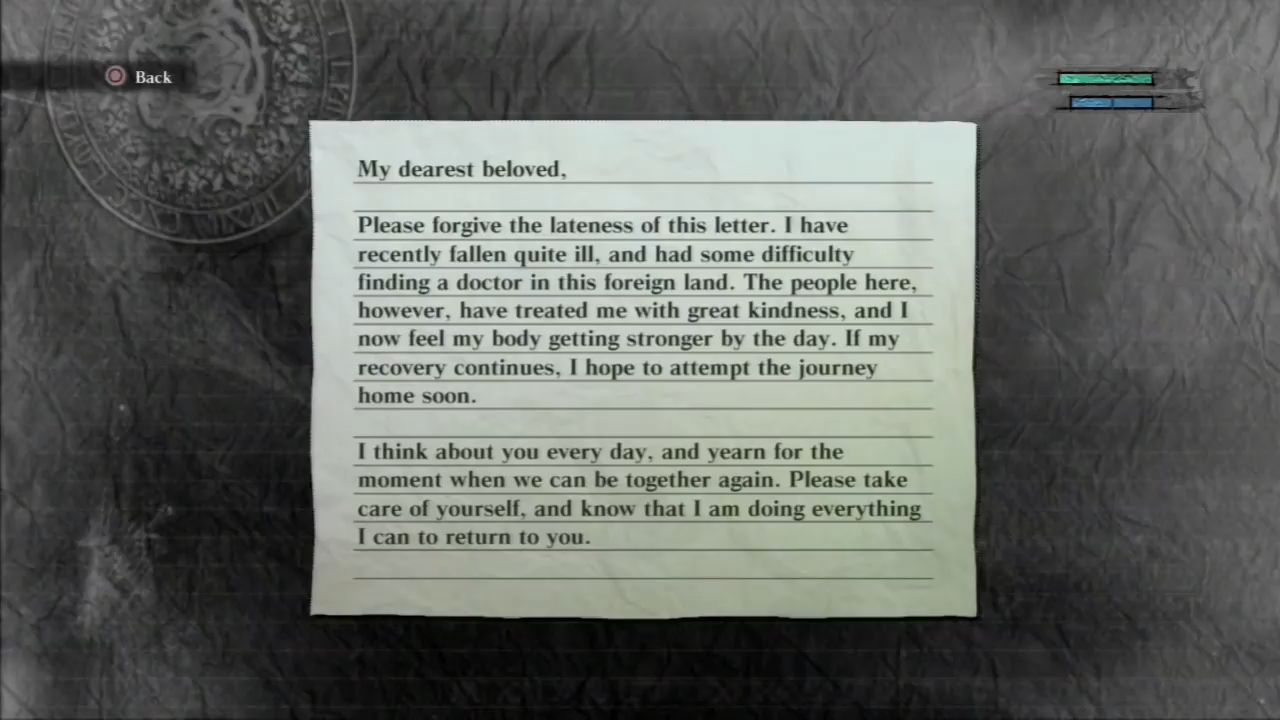 Back
My dearest beloved,
Please forgive the lateness of this letter. I have
recently fallen quite ill, and had some difficulty
finding a doctor in this foreign land. The people here,
however, have treated me with great kindness, and I
now feel my body getting stronger by the day. If my
recovery continues, I hope to attempt the journey
home soon.
I think about you every day, and yearn for the
moment when we can be together again. Please take
care of yourself, and know that I am doing everything
I can to return to you.